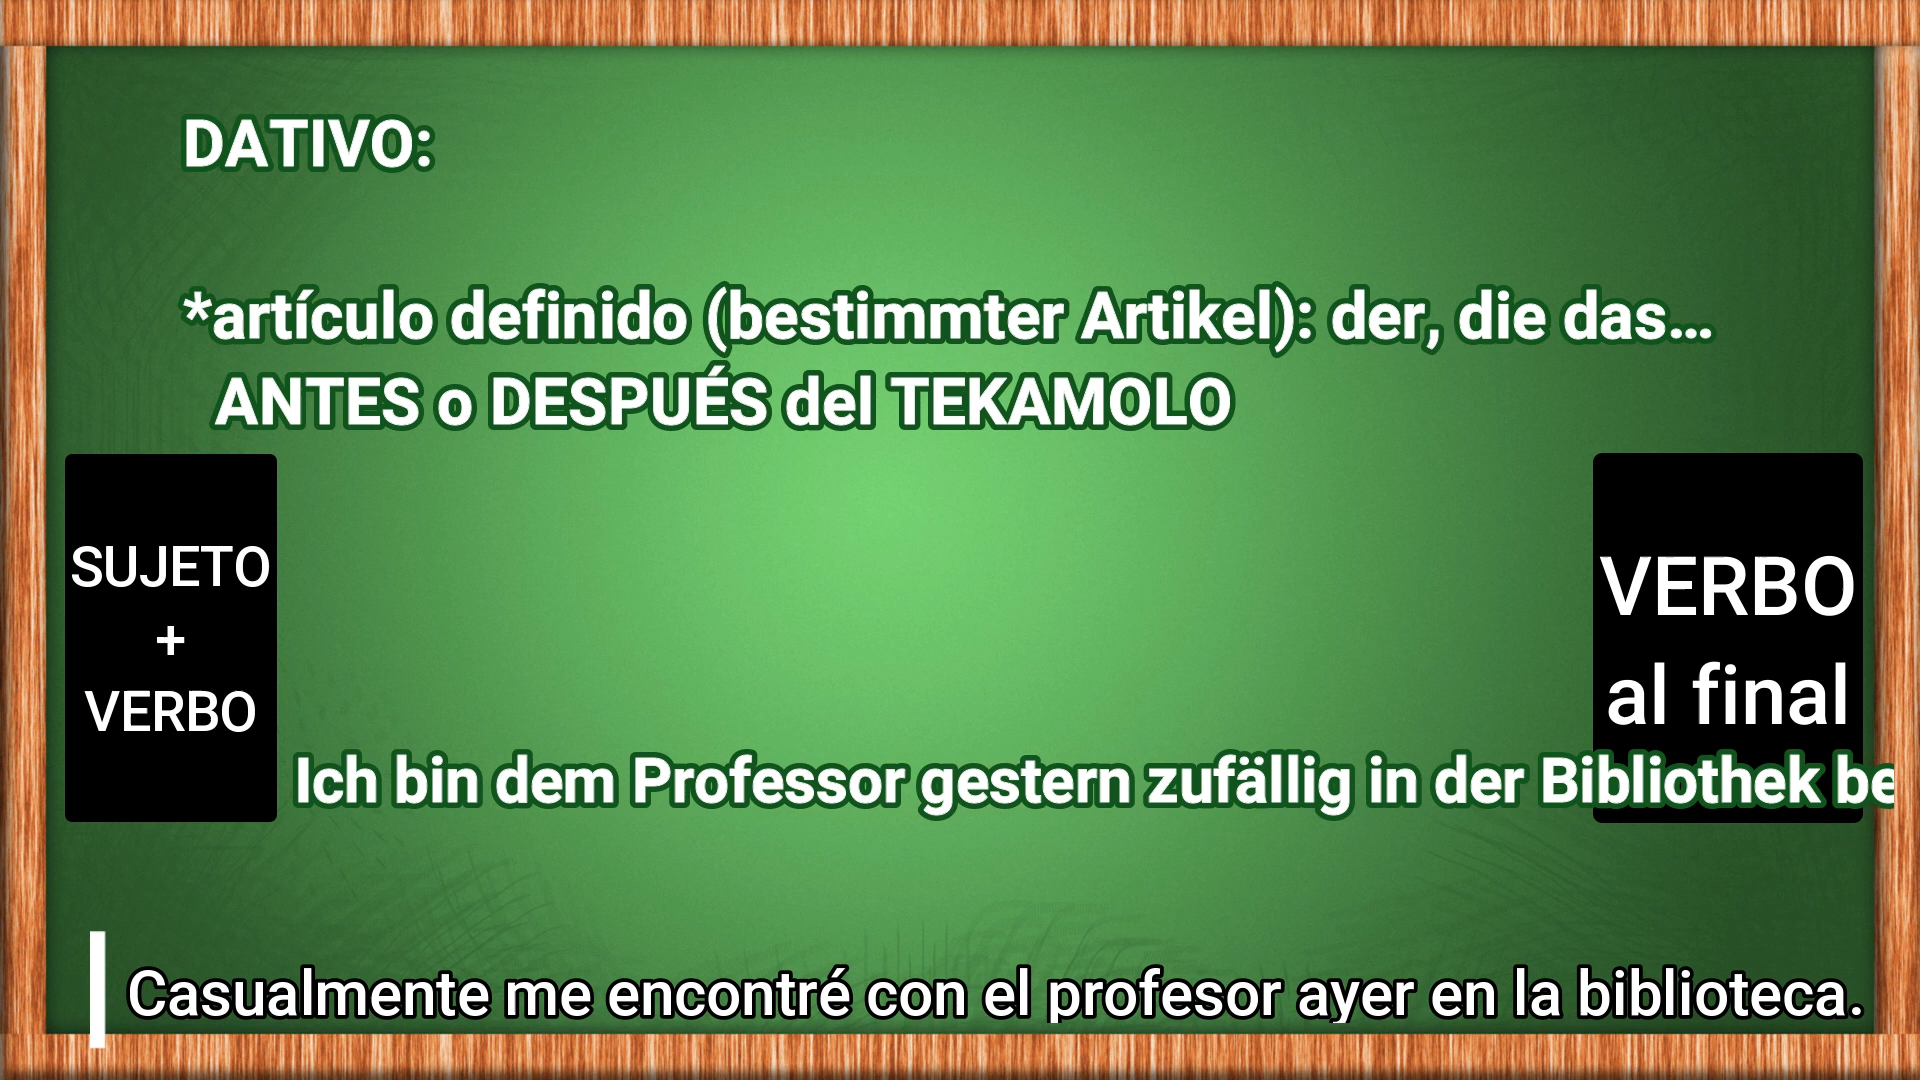 DATIVO:
*artículo definido (bestimmter Artikel): der, die das...
ANTES o DESPUÉS del TEKAMOLO
SUJETO
+
VERBO
VERBO
al final
Ich bin dem Professor gestern zufällig in der Bibliothek be
Casualmente me encontré con el profesor ayer en la biblioteca.